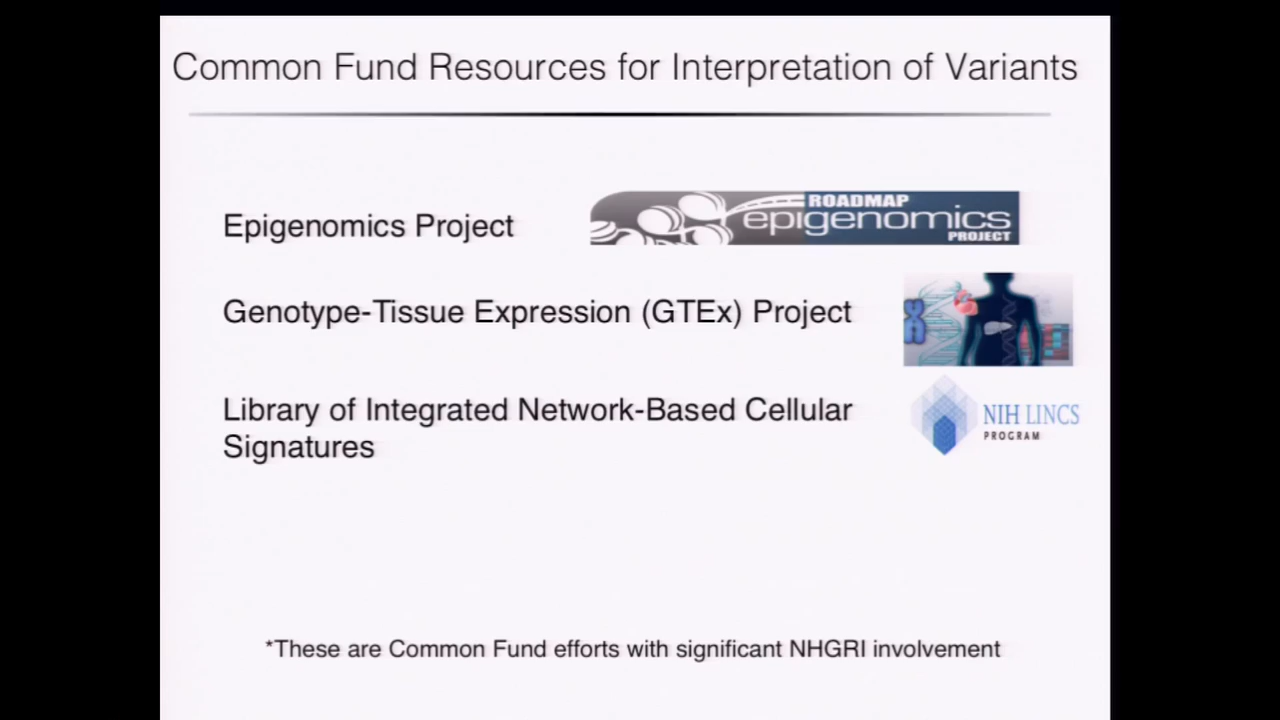 Common Fund Resources for Interpretation of Variants
Epigenomics Project
ROADMAP
epigenomics
PROJECT
Genotype-Tissue Expression (GTEx) Project
Library of Integrated Network-Based Cellular
Signatures
NIH LINCS
PROGRAM
*These are Common Fund efforts with significant NHGRI involvement